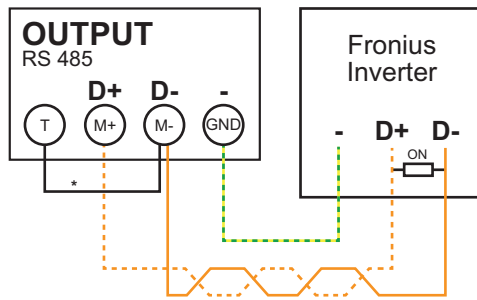 OUTPUT
RS 485
D+ D- -
T M+ M- GND
*
Fronius
Inverter
- D+ D-
ON